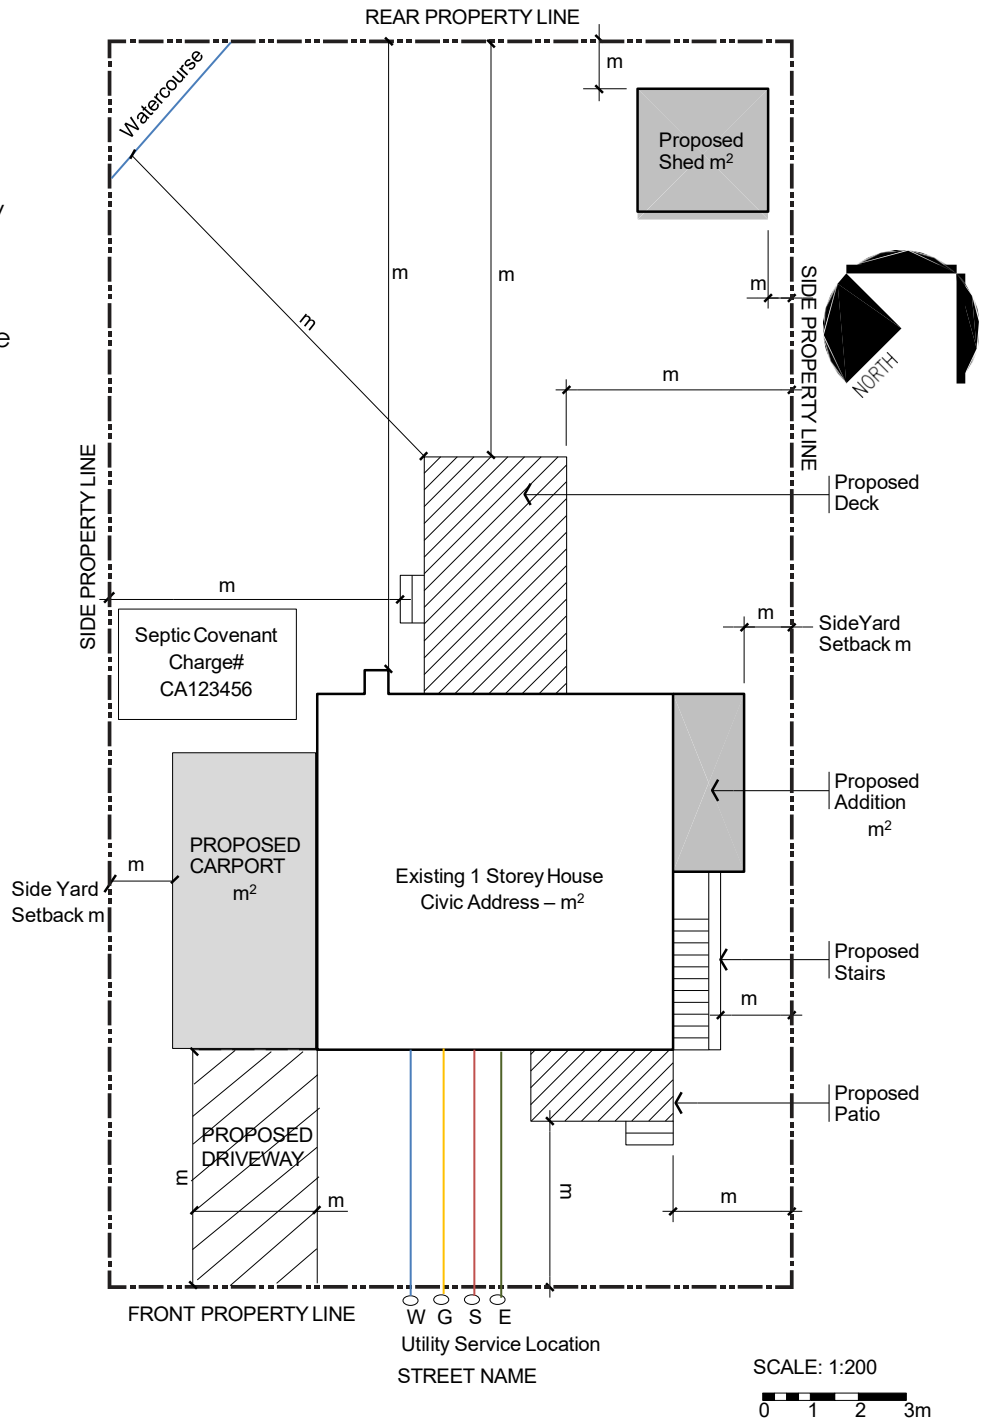 REAR PROPERTY LINE
m
Watercourse
Proposed
Shed m²
m
m
m
SIDE PROPERTY LINE
m
NORTH
m
m
SIDE PROPERTY LINE
Proposed
Deck
m
Septic Covenant
Charge#
CA123456
m
SideYard
Setback m
Proposed
Addition
m²
PROPOSED
CARPORT
m²
m
Side Yard
Setback m
Existing 1 Storey House
Civic Address – m²
Proposed
Stairs
m
Proposed
Patio
PROPOSED
DRIVEWAY
m
m
m
m
FRONT PROPERTY LINE
W G S E
Utility Service Location
STREET NAME
SCALE: 1:200
0 1 2 3m